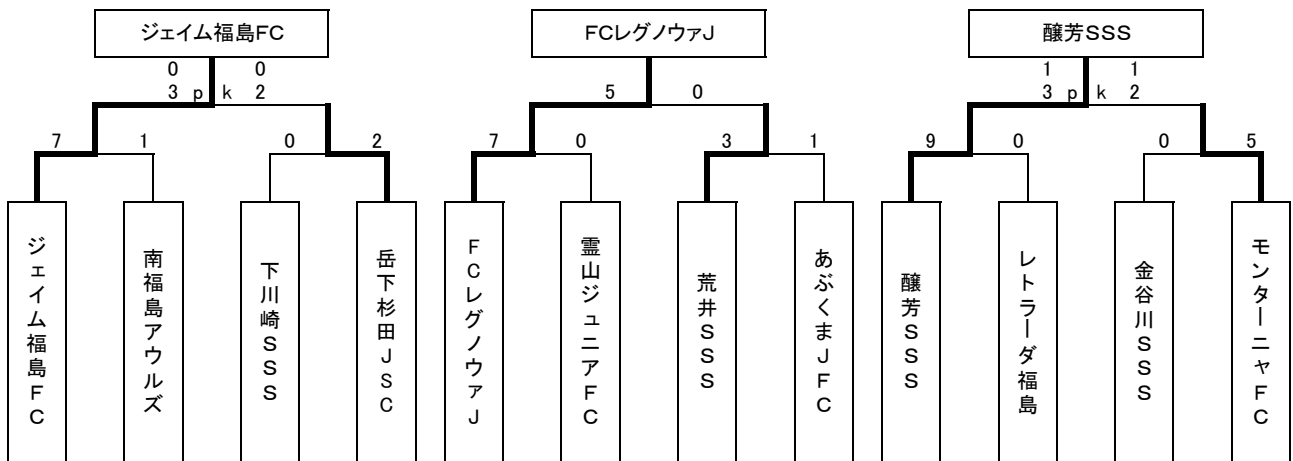 ジェイム福島FC
FCレグノウァJ
醸芳SSS
0 0
1 1
3 p k 2
5 0
3 p k 2
7 1
0 2
7 0
3 1
9 0
0 5
ジェイム福島FC
南福島アウルズ
下川崎SSS
岳下杉田JSC
FCレグノウァJ
霊山ジュニアFC
荒井SSS
あぶくまJFC
醸芳SSS
レトラーダ福島
金谷川SSS
モンターニャFC